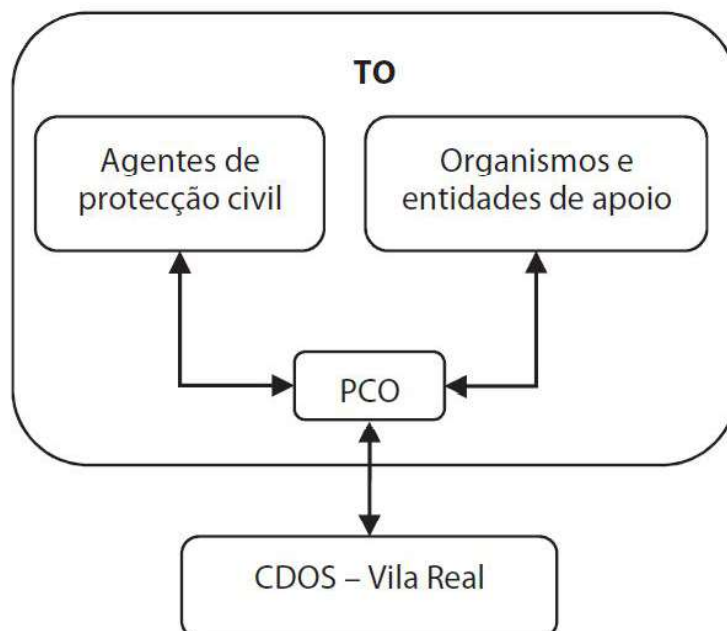 TO
Agentes de
protecção civil
Organismos e
entidades de apoio
PCO
CDOS – Vila Real